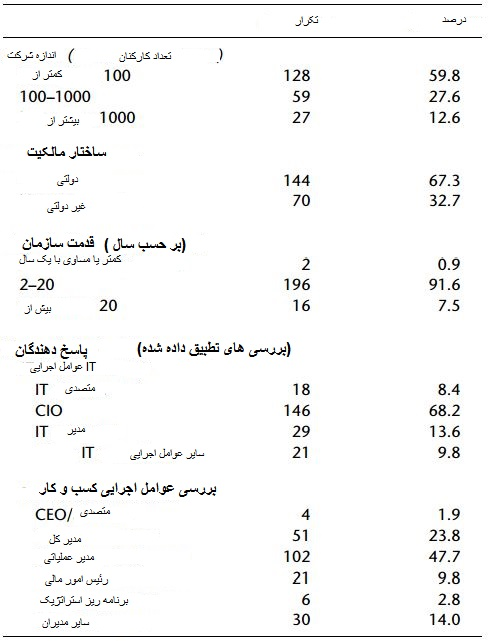 تکرار درصد
اندازه شرکت ( تعداد کارکنان )
کمتر از 100 128 59.8
100–1000 59 27.6
بیشتر از 1000 27 12.6
ساختار مالکیت
دولتی 144 67.3
غیر دولتی 70 32.7
قدمت سازمان ( بر حسب سال)
کمتر یا مساوی با یک سال 2 0.9
2–20 196 91.6
بیش از 20 16 7.5
پاسخ دهندگان (بررسی های تطبیق داده شده)
عوامل اجرایی IT
متصدی IT 18 8.4
CIO 146 68.2
مدیر IT 29 13.6
سایر عوامل اجرایی IT 21 9.8
بررسی عوامل اجرایی کسب و کار
متصدی /CEO 4 1.9
مدیر کل 51 23.8
مدیر عملیاتی 102 47.7
رئیس امور مالی 21 9.8
برنامه ریز استراتژیک 6 2.8
سایر مدیران 30 14.0